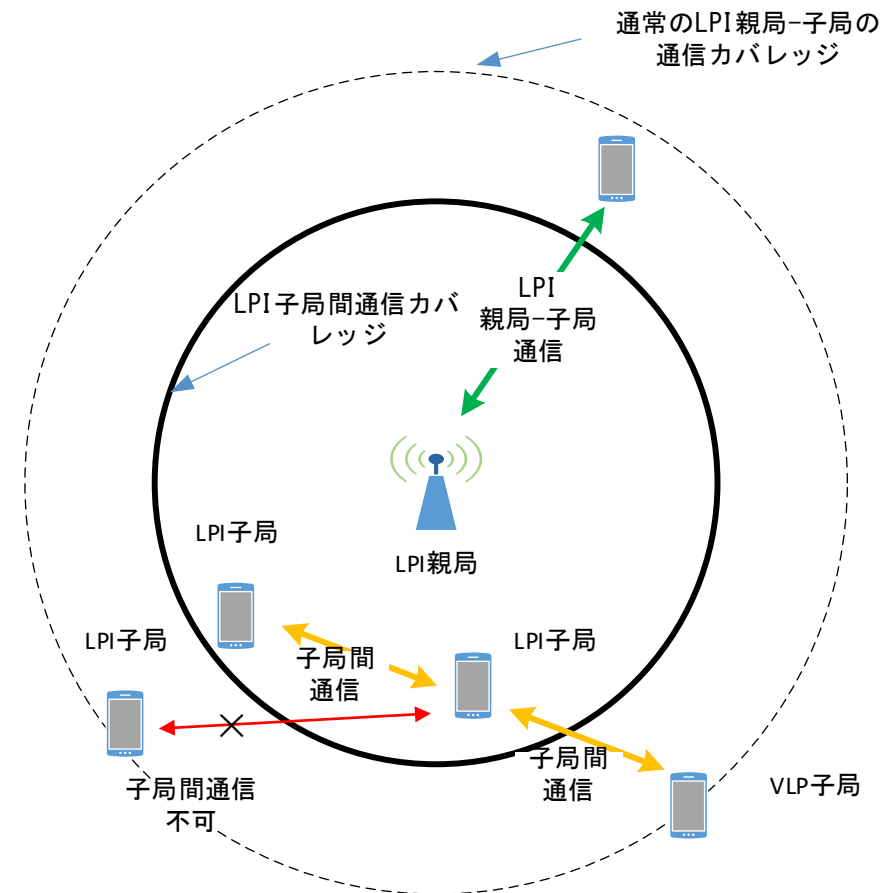 通常のLPI親局-子局の
通信カバレッジ
LPI子局間通信カバ
レッジ
LPI
親局-子局
通信
LPI親局
LPI子局
LPI子局
LPI子局
子局間
通信
子局間
通信
VLP子局
子局間通信
不可